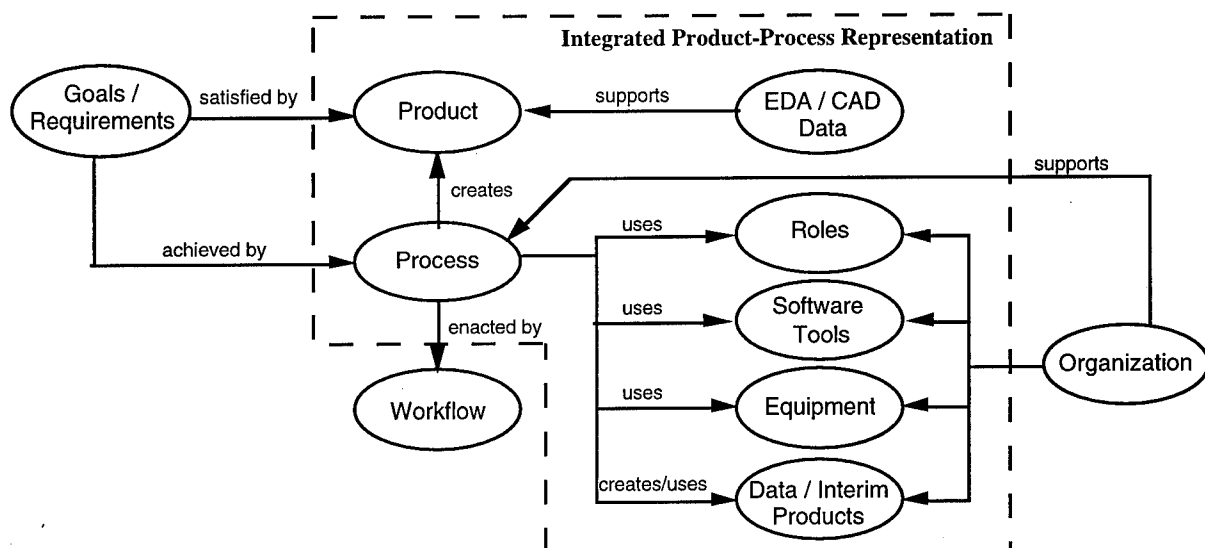 Integrated Product-Process Representation
Goals /
Requirements
satisfied by
Product
supports
EDA / CAD
Data
supports
creates
achieved by
Process
uses
Roles
enacted by
uses
Software
Tools
Organization
Workflow
uses
Equipment
creates/uses
Data / Interim
Products